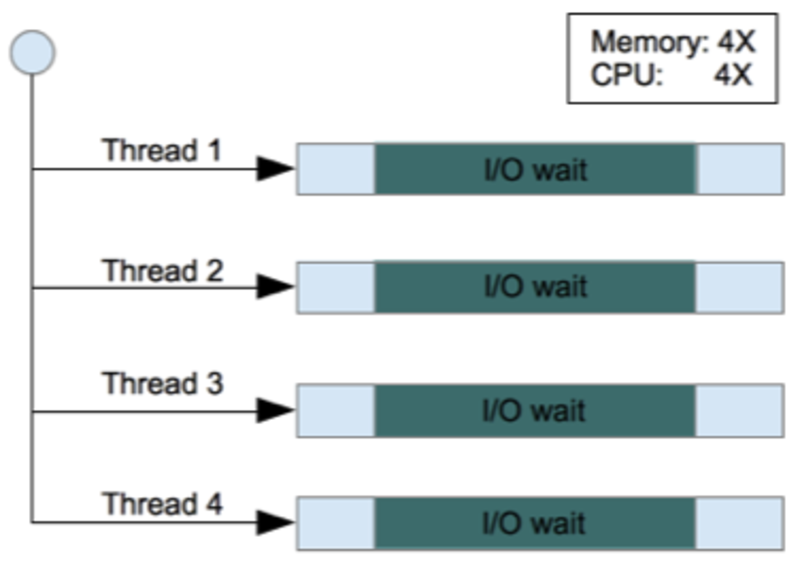 Memory: 4X
CPU: 4X
Thread 1
I/O wait
Thread 2
I/O wait
Thread 3
I/O wait
Thread 4
I/O wait